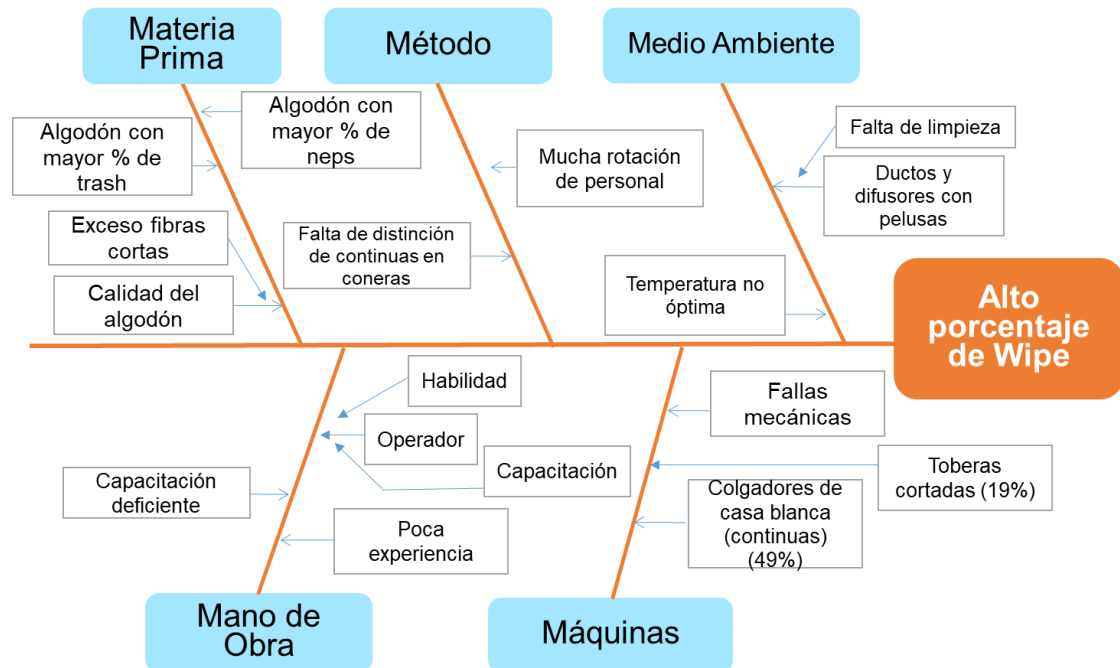 Materia
Prima
Método
Medio Ambiente
Algodón con
mayor % de
neps
Algodón con
mayor % de
trash
Exceso fibras
cortas
Calidad del
algodón
Mucha rotación
de personal
Falta de distinción
de continuas en
coneras
Falta de limpieza
Ductos y
difusores con
pelusas
Temperatura no
óptima
Alto
porcentaje
de Wipe
Habilidad
Operador
Capacitación
Capacitación
deficiente
Poca
experiencia
Fallas
mecánicas
Toberas
cortadas (19%)
Colgadores de
casa blanca
(continuas)
(49%)
Mano de
Obra
Máquinas